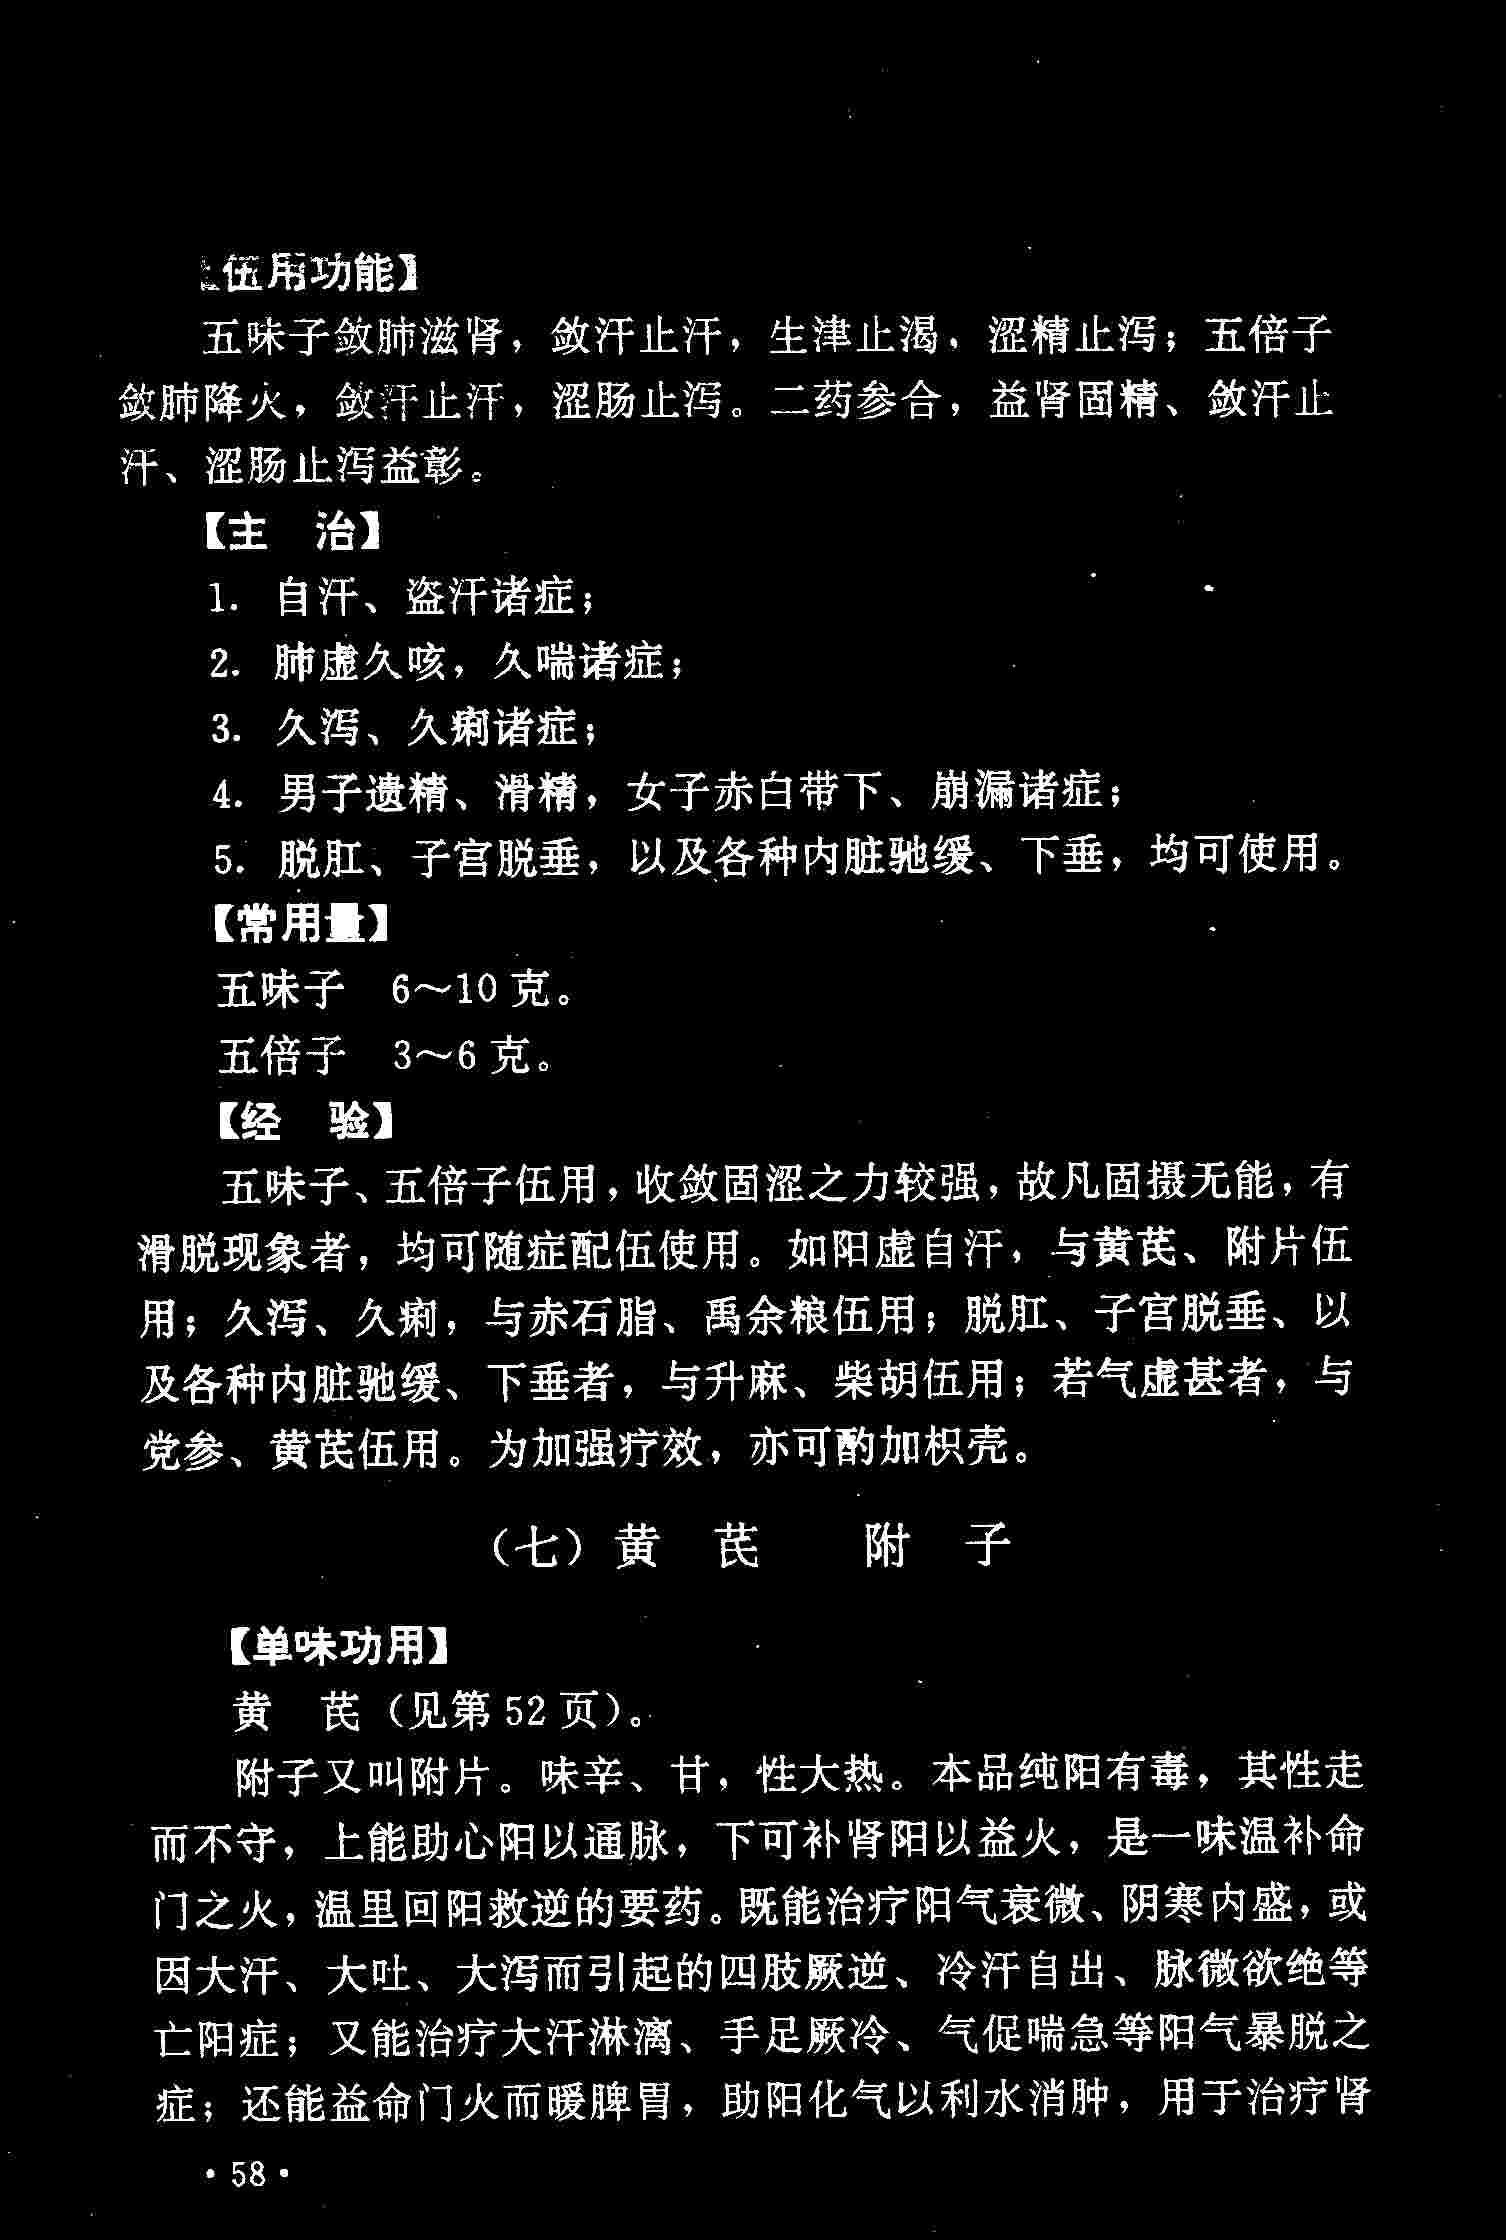 【伍用功能】
五味子敛肺滋肾，敛汗止汗，生津止渴，涩精止泻；五倍子
敛肺降火，敛汗止汗，涩肠止泻。二药参合，益肾固精、敛汗止
汗、涩肠止泻益彰。
【主　治】
1. 自汗、盗汗诸症；
2. 肺虚久咳，久喘诸症；
3. 久泻、久痢诸症；
4. 男子遗精、滑精，女子赤白带下、崩漏诸症；
5. 脱肛、子宫脱垂，以及各种内脏驰缓、下垂，均可使用。
【常用量】
五味子　6～10 克。
五倍子　3～6 克。
【经　验】
五味子、五倍子伍用，收敛固涩之力较强，故凡固摄无能，有
滑脱现象者，均可随症配伍使用。如阳虚自汗，与黄芪、附片伍
用；久泻、久痢，与赤石脂、禹余粮伍用；脱肛、子宫脱垂、以
及各种内脏驰缓、下垂者，与升麻、柴胡伍用；若气虚甚者，与
党参、黄芪伍用。为加强疗效，亦可酌加枳壳。
（七）黄　芪　　附　子
【单味功用】
黄　芪（见第 52 页）。
附子又叫附片。味辛、甘，性大热。本品纯阳有毒，其性走
而不守，上能助心阳以通脉，下可补肾阳以益火，是一味温补命
门之火，温里回阳救逆的要药。既能治疗阳气衰微、阴寒内盛，或
因大汗、大吐、大泻而引起的四肢厥逆、冷汗自出、脉微欲绝等
亡阳症；又能治疗大汗淋漓、手足厥冷、气促喘急等阳气暴脱之
症；还能益命门火而暖脾胃，助阳化气以利水消肿，用于治疗肾
· 58 ·